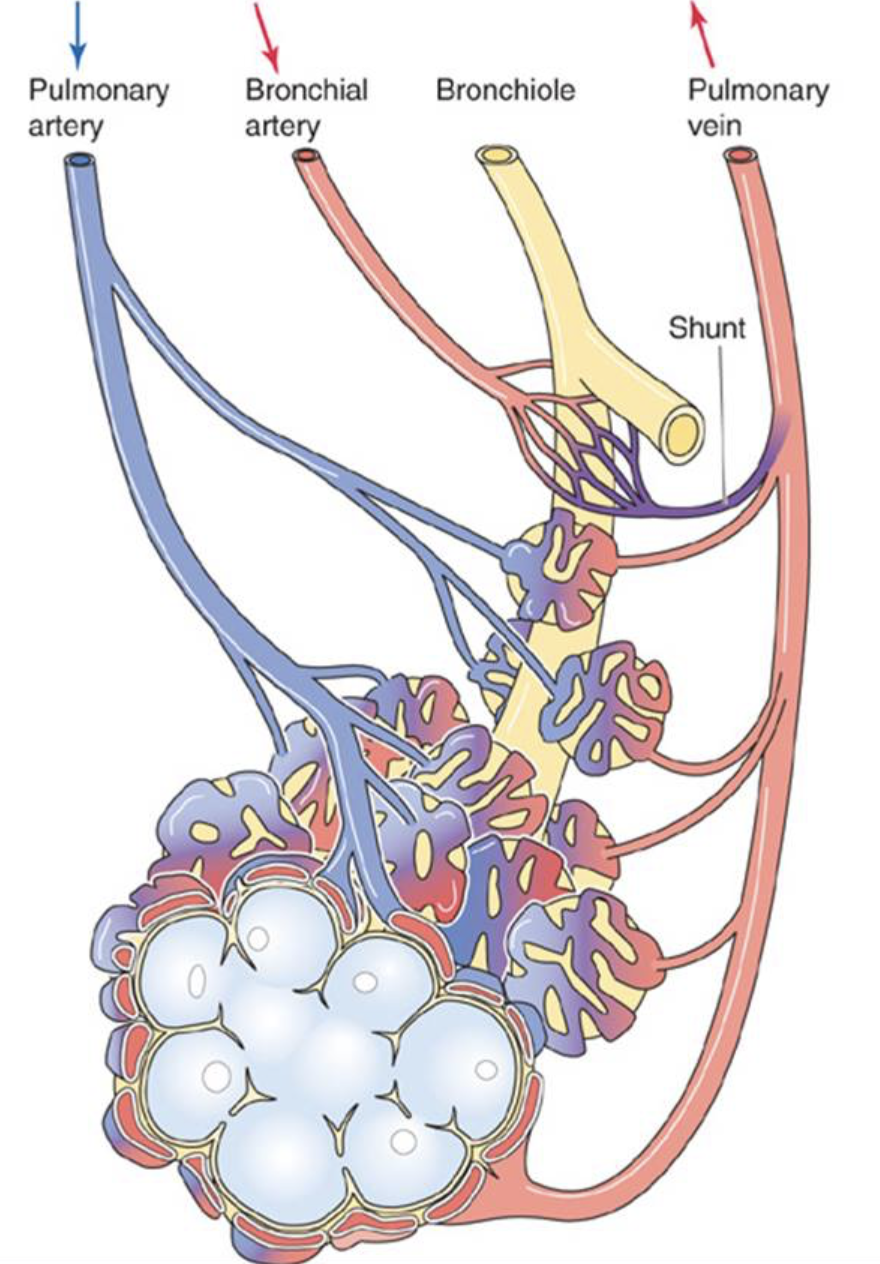 Pulmonary artery
Bronchial artery
Bronchiole
Pulmonary vein
Shunt